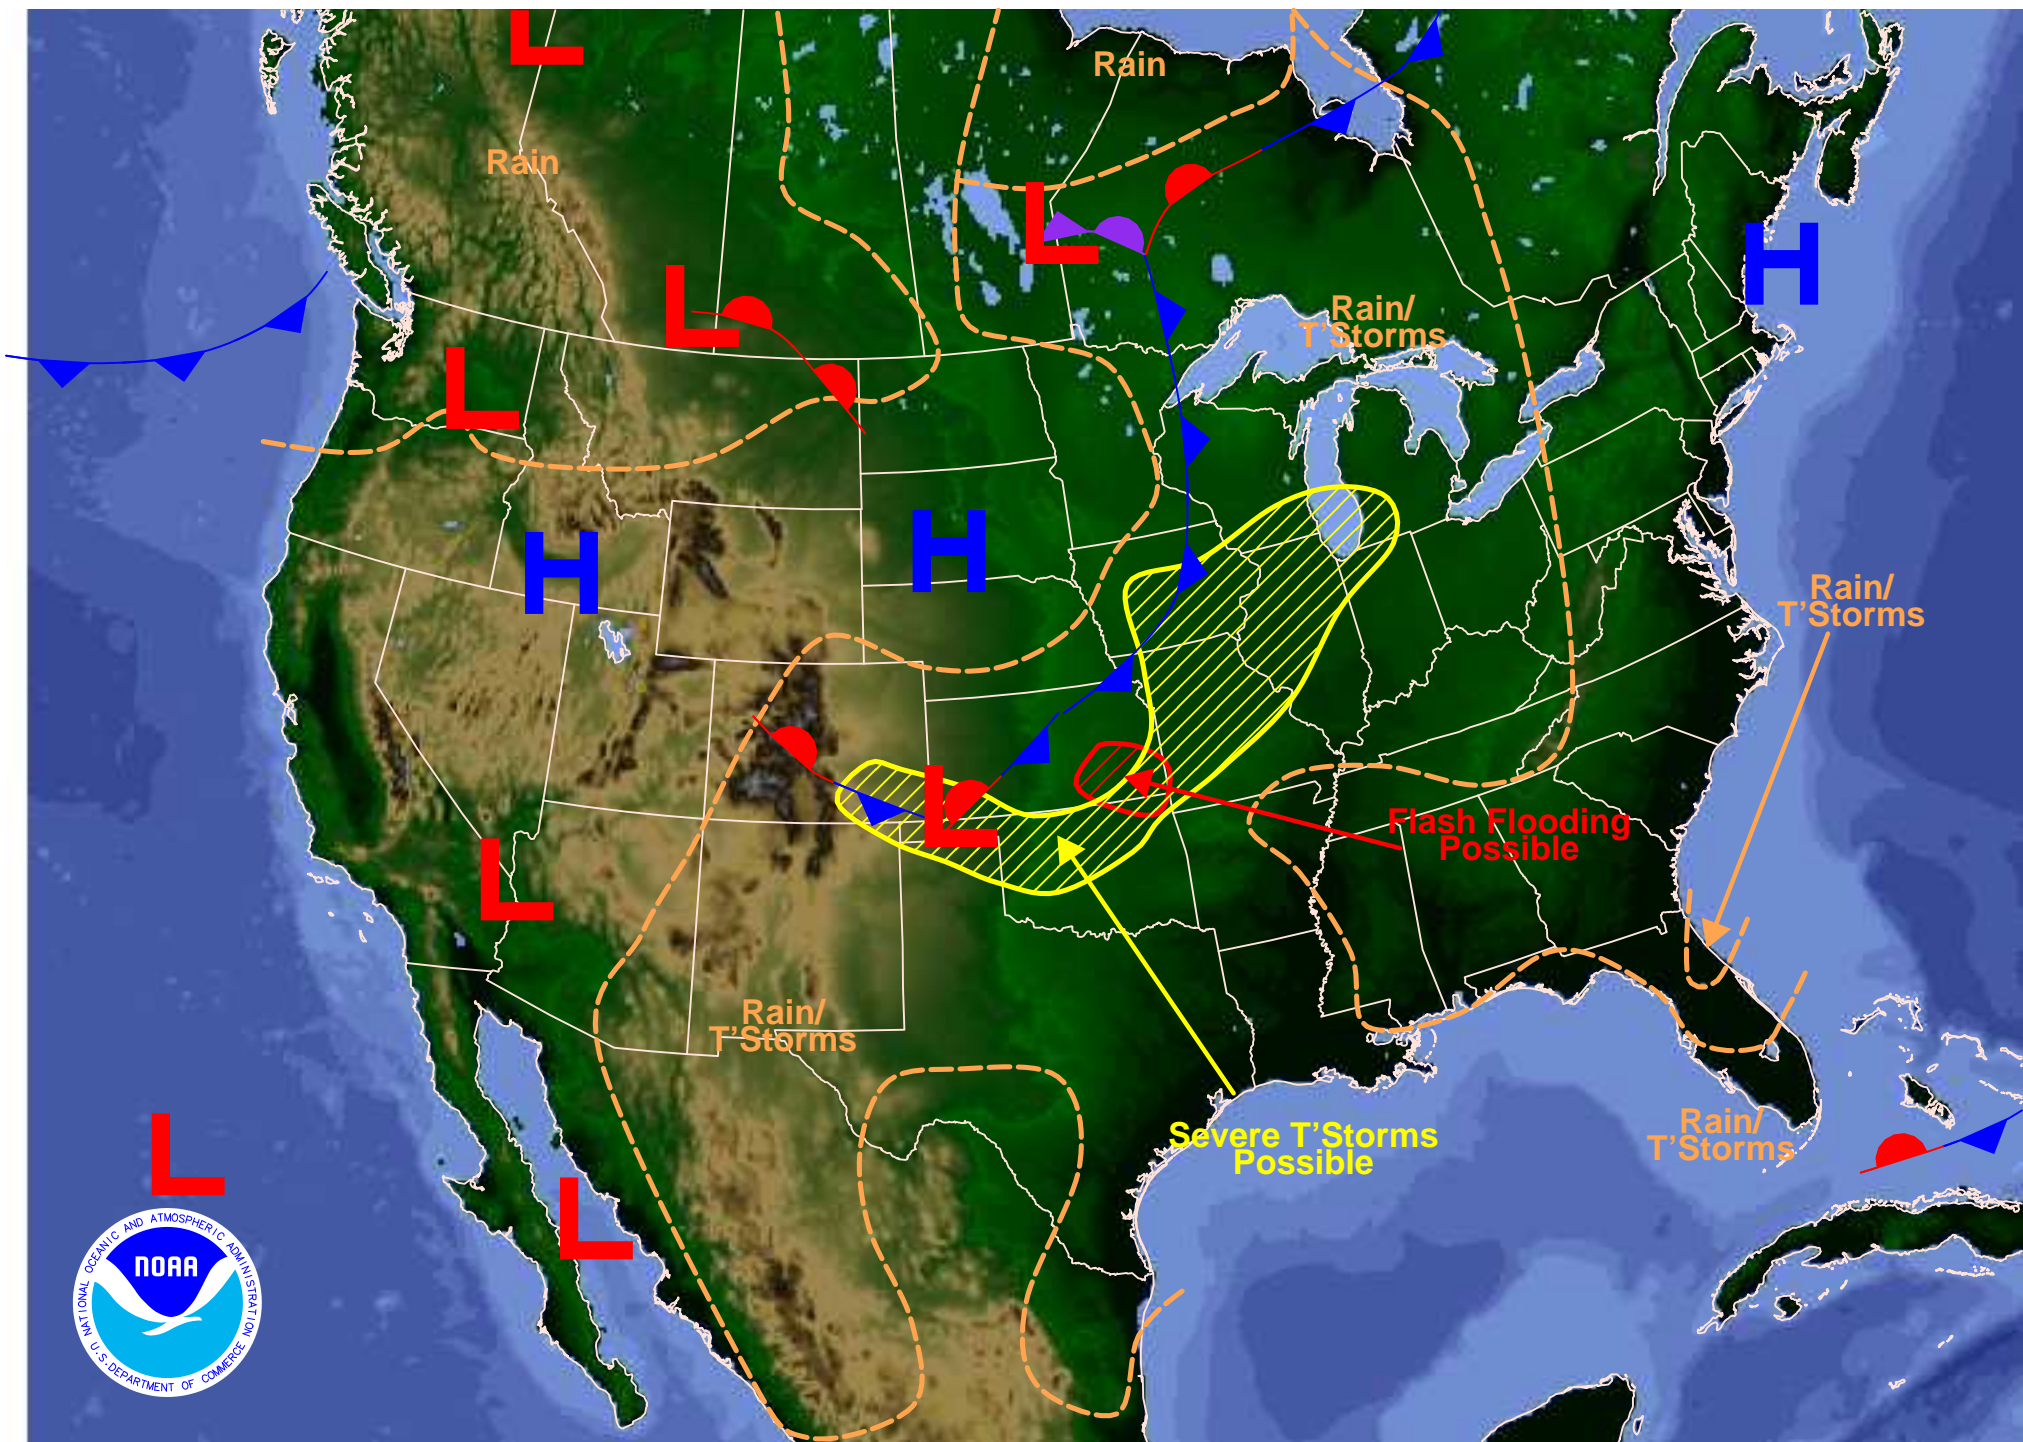 L
Rain
Rain
L
L
H
L
Rain/
T'Storms
L
H
H
Rain/
T'Storms
L
Flash Flooding
Possible
L
Rain/
T'Storms
L
Severe T'Storms
Possible
Rain/
T'Storms
L
NATIONAL OCEANIC AND ATMOSPHERIC ADMINISTRATION
NOAA
U.S. DEPARTMENT OF COMMERCE